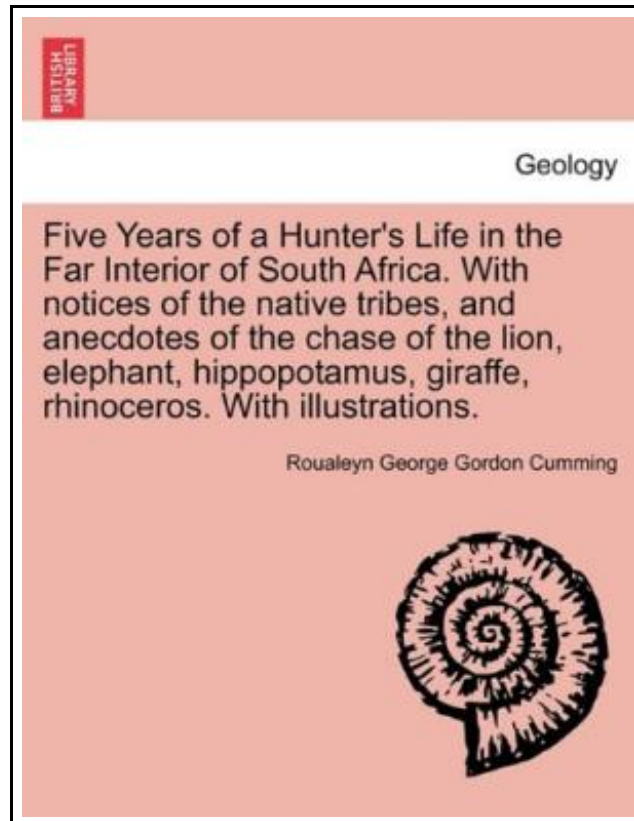 BRITISH
LIBRARY
Geology
Five Years of a Hunter's Life in the
Far Interior of South Africa. With
notices of the native tribes, and
anecdotes of the chase of the lion,
elephant, hippopotamus, giraffe,
rhinoceros. With illustrations.
Roualeyn George Gordon Cumming